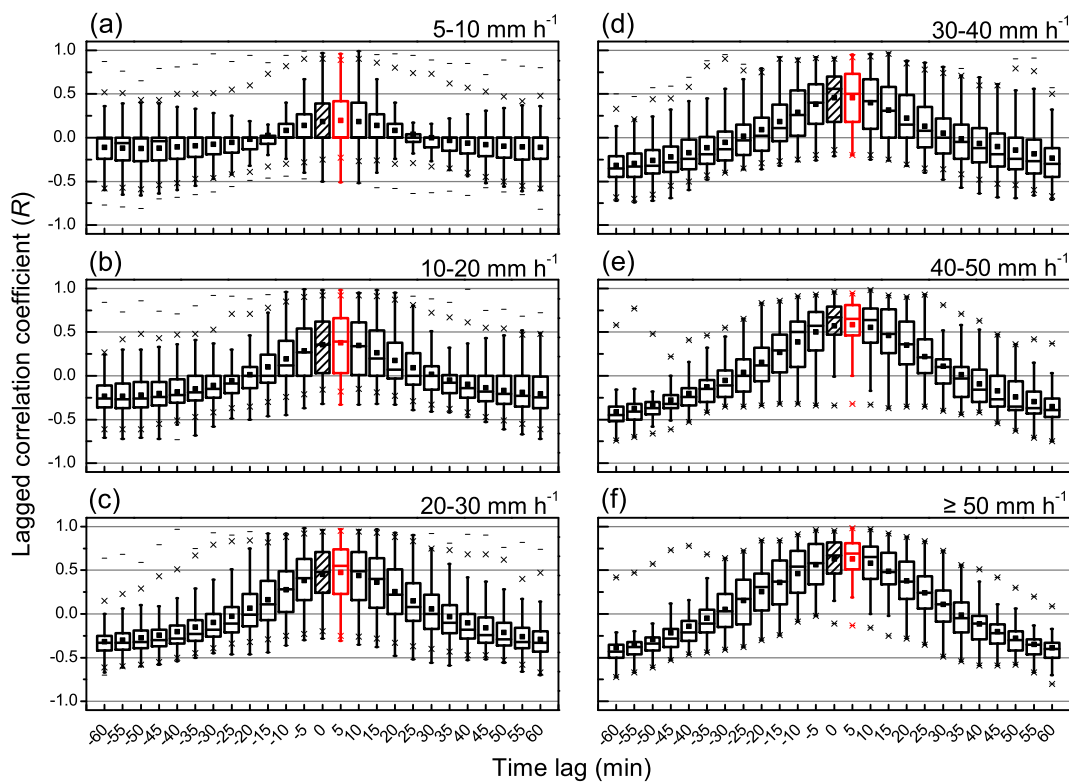 (a)
5-10 mm h⁻¹
1.0
0.5
0.0
-0.5
-1.0
(b)
10-20 mm h⁻¹
1.0
0.5
0.0
-0.5
-1.0
(c)
20-30 mm h⁻¹
1.0
0.5
0.0
-0.5
-1.0
-60 -55 -50 -45 -40 -35 -30 -25 -20 -15 -10 -5 0 5 10 15 20 25 30 35 40 45 50 55 60
(d)
30-40 mm h⁻¹
(e)
40-50 mm h⁻¹
(f)
≥ 50 mm h⁻¹
-60 -55 -50 -45 -40 -35 -30 -25 -20 -15 -10 -5 0 5 10 15 20 25 30 35 40 45 50 55 60
Lagged correlation coefficient (R)
Time lag (min)